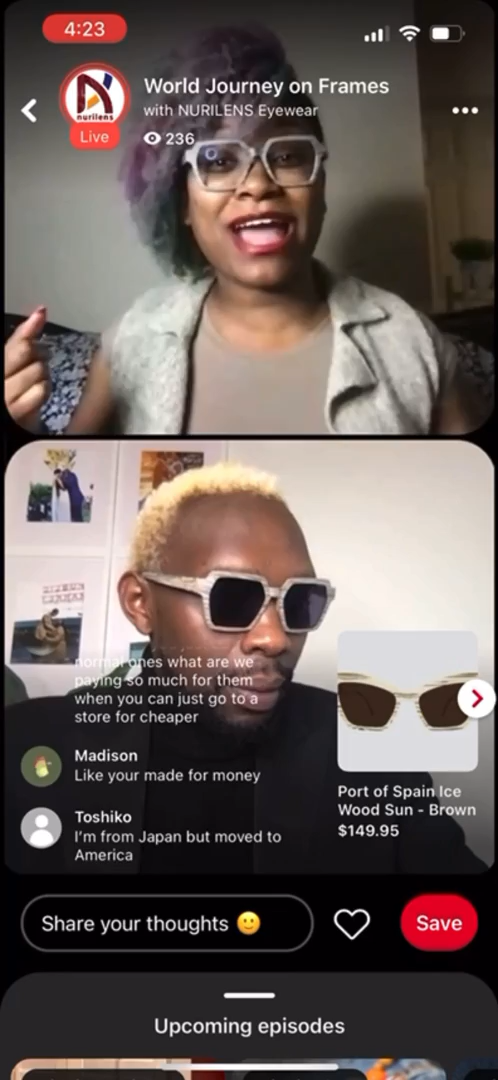 4:23
World Journey on Frames
nurilens
with NURILENS Eyewear
Live
236
normal ones what are we
paying so much for them
when you can just go to a
store for cheaper
Madison
Like your made for money
Toshiko
I'm from Japan but moved to
America
Port of Spain Ice
Wood Sun - Brown
$149.95
Share your thoughts 🙂
Save
Upcoming episodes